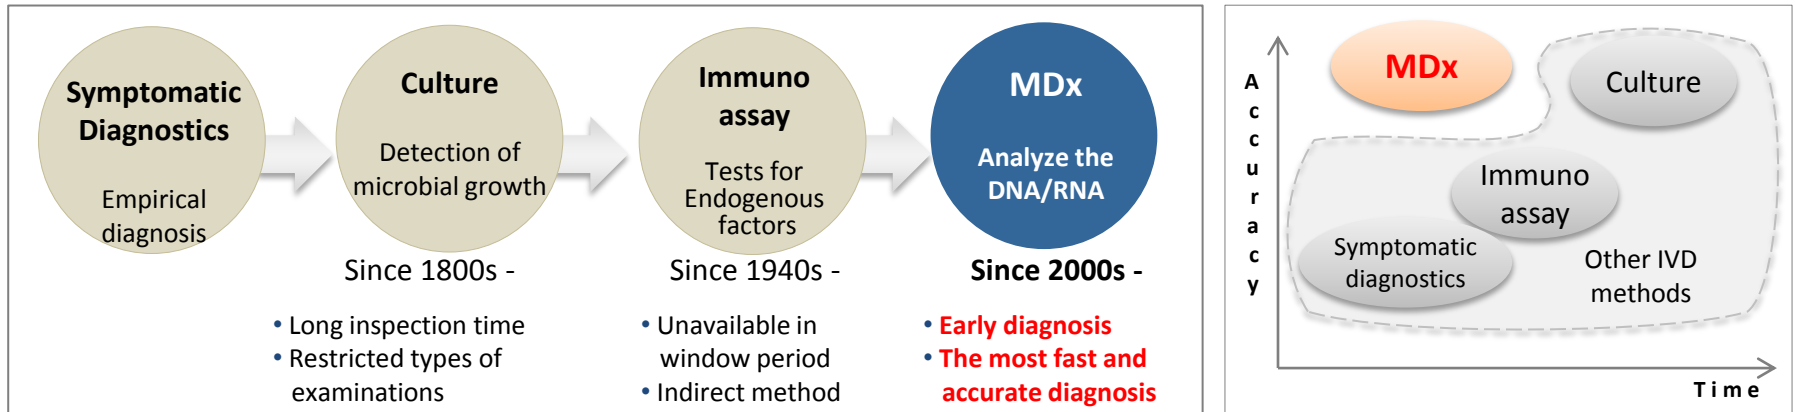 Symptomatic
Diagnostics
Empirical
diagnosis
Culture
Detection of
microbial growth
Since 1800s -
• Long inspection time
• Restricted types of
examinations
Immuno
assay
Tests for
Endogenous
factors
Since 1940s -
• Unavailable in
window period
• Indirect method
MDx
Analyze the
DNA/RNA
Since 2000s -
• Early diagnosis
• The most fast and
accurate diagnosis
Accuracy
MDx
Culture
Immuno
assay
Symptomatic
diagnostics
Other IVD
methods
Time